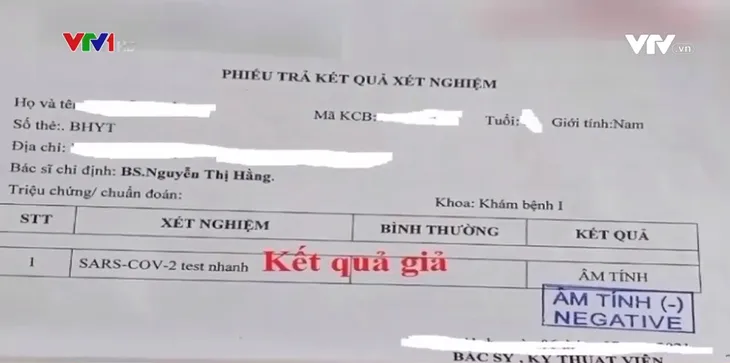 VTV1
VTV.vn
PHIẾU TRẢ KẾT QUẢ XÉT NGHIỆM
Họ và tên
Mã KCB: Tuổi: Giới tính:Nam
Số thẻ:. BHYT
Địa chỉ:
Bác sĩ chỉ định: BS.Nguyễn Thị Hằng.
Triệu chứng/ chuẩn đoán: Khoa: Khám bệnh I
STT XÉT NGHIỆM BÌNH THƯỜNG KẾT QUẢ
1 SARS-COV-2 test nhanh Kết quả giả ÂM TÍNH
ÂM TÍNH (-)
NEGATIVE
BÁC SỸ, KỸ THUẬT VIÊN